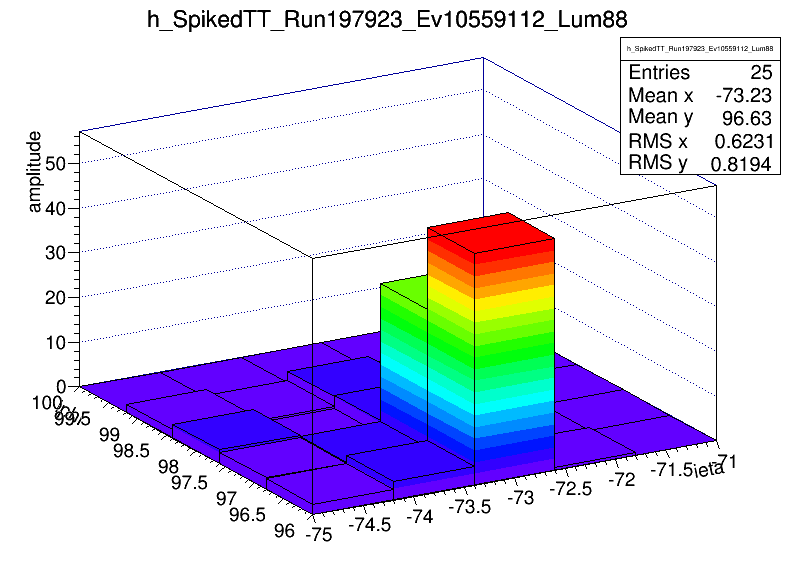 h_SpikedTT_Run197923_Ev10559112_Lum88
h_SpikedTT_Run197923_Ev10559112_Lum88
Entries 25
Mean x -73.23
Mean y 96.63
RMS x 0.6231
RMS y 0.8194
amplitude
50
40
30
20
10
0
100
99.5
99
98.5
98
97.5
97
96.5
96
-75
-74.5
-74
-73.5
-73
-72.5
-72
-71.5
-71
ieta